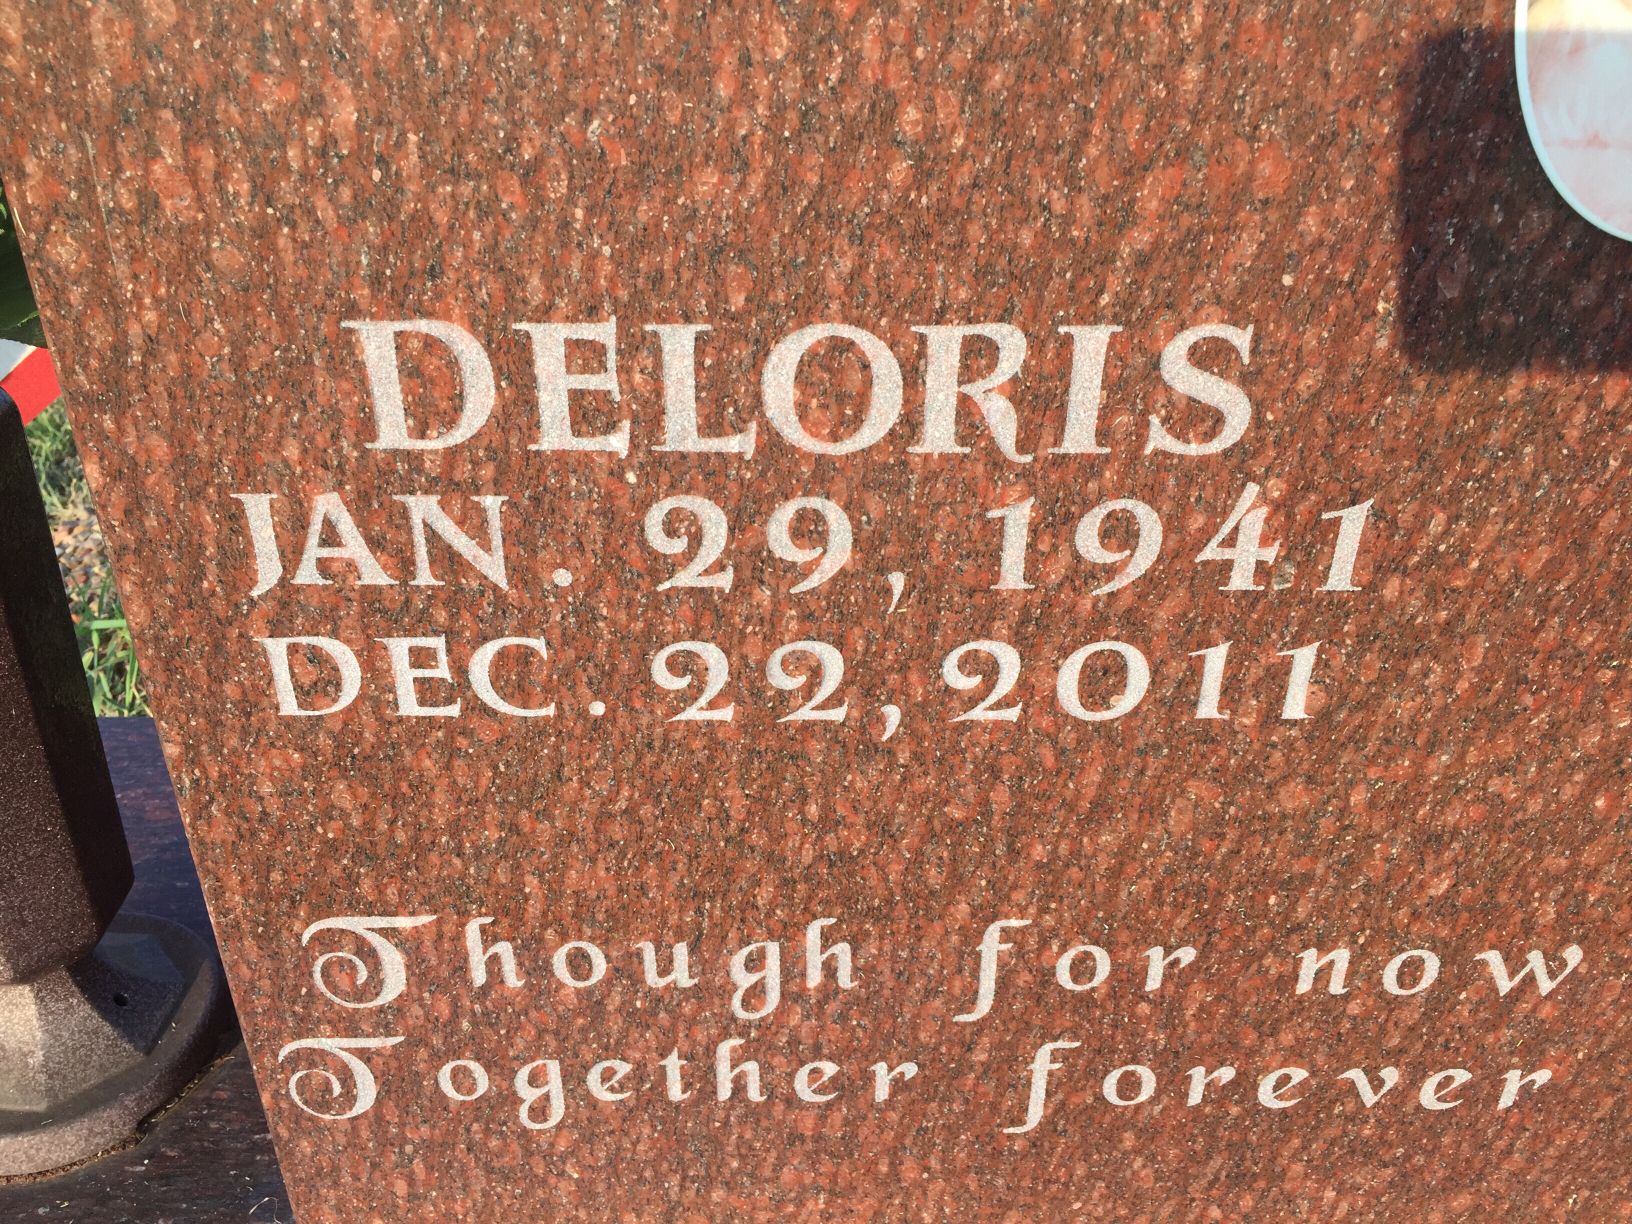 DELORIS
JAN. 29, 1941
DEC. 22, 2011
Though for now
Together forever